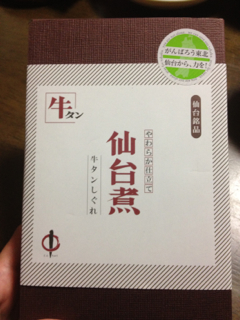 がんばろう東北
仙台から、力を！
仙台銘品
牛タン
やわらか仕立て
仙台煮
牛タンしぐれ